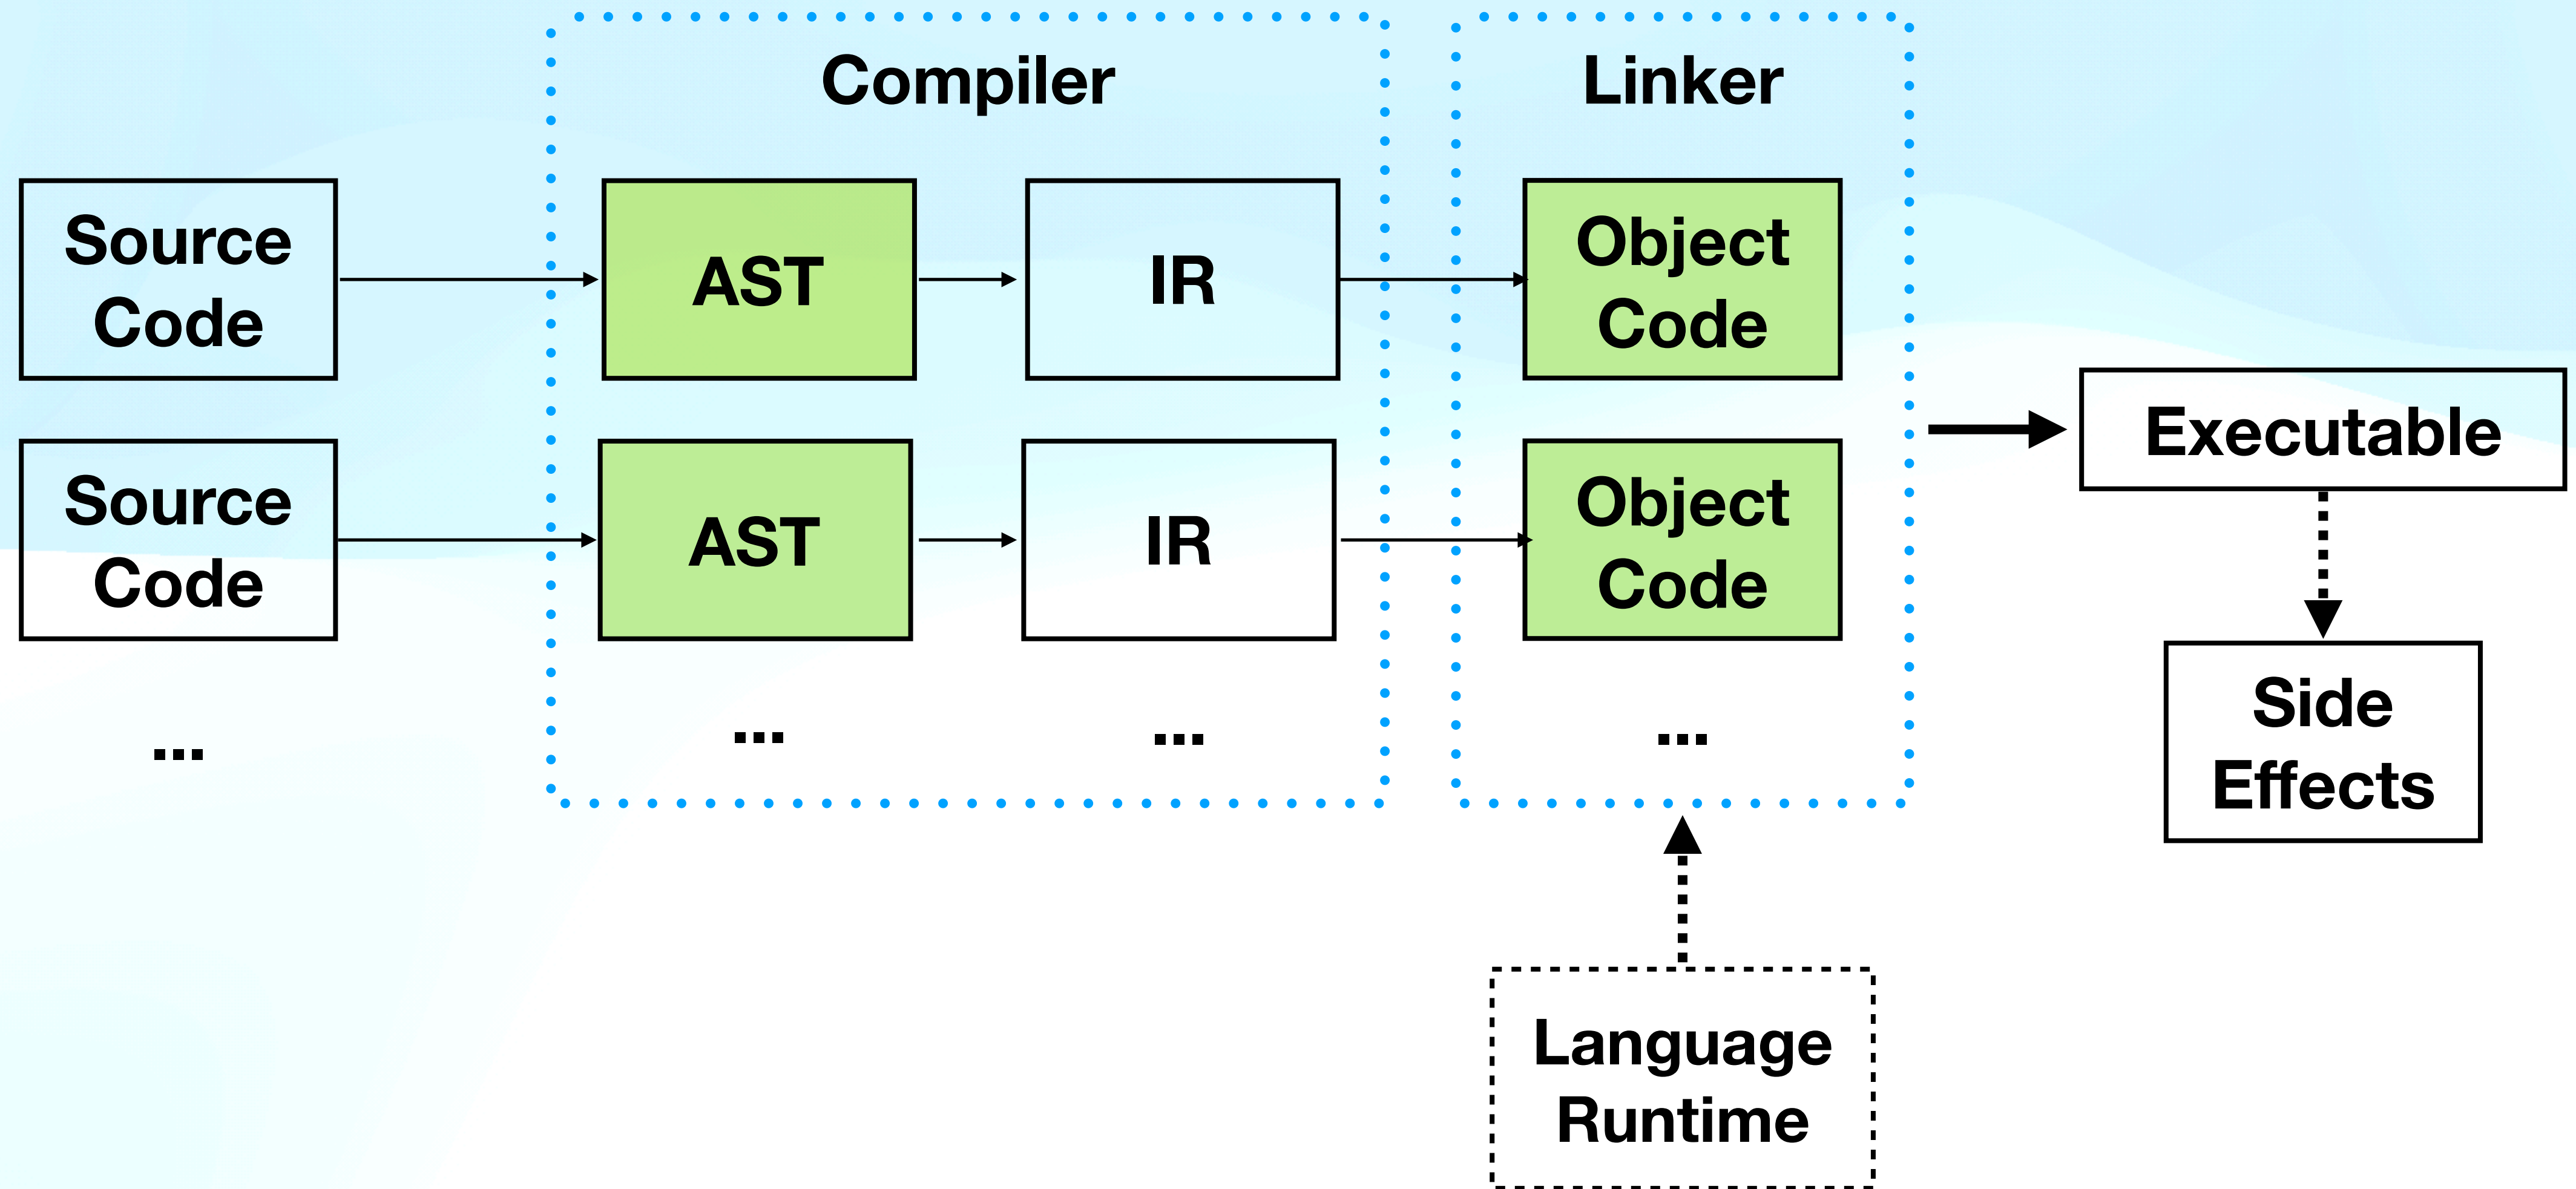 Compiler
Linker
Source
Code
AST
IR
Object
Code
Source
Code
AST
IR
Object
Code
Executable
...
...
...
...
Side
Effects
Language
Runtime